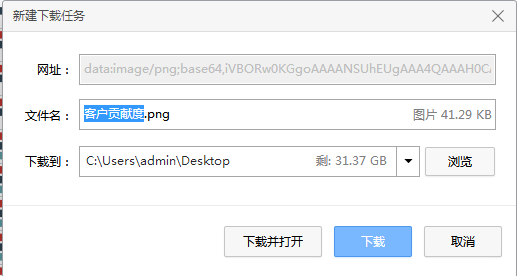 新建下载任务
网址： data:image/png;base64,iVBORw0KGgoAAAANSUhEUgAAA4QAAAH0CA
文件名： 客户贡献度.png 图片 41.29 KB
下载到： C:\Users\admin\Desktop 剩: 31.37 GB 浏览
下载并打开 下载 取消